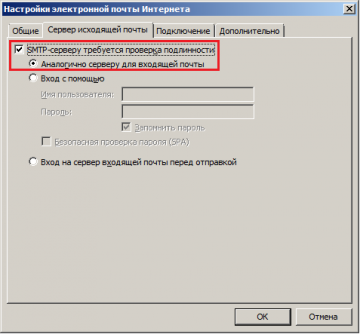 Настройки электронной почты Интернета
Общие Сервер исходящей почты Подключение Дополнительно
SMTP-серверу требуется проверка подлинности
Аналогично серверу для входящей почты
Вход с помощью
Имя пользователя:
Пароль:
Запомнить пароль
Безопасная проверка пароля (SPA)
Вход на сервер входящей почты перед отправкой
ОК Отмена